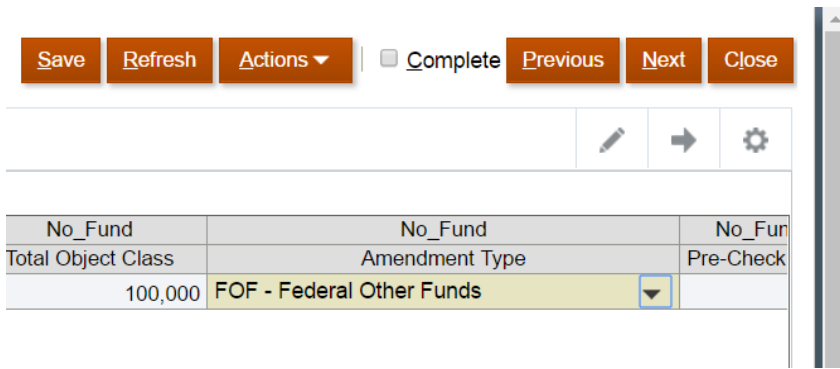 Save Refresh Actions Complete Previous Next Close
No_Fund No_Fund No_Fun
Total Object Class Amendment Type Pre-Check
100,000 FOF - Federal Other Funds